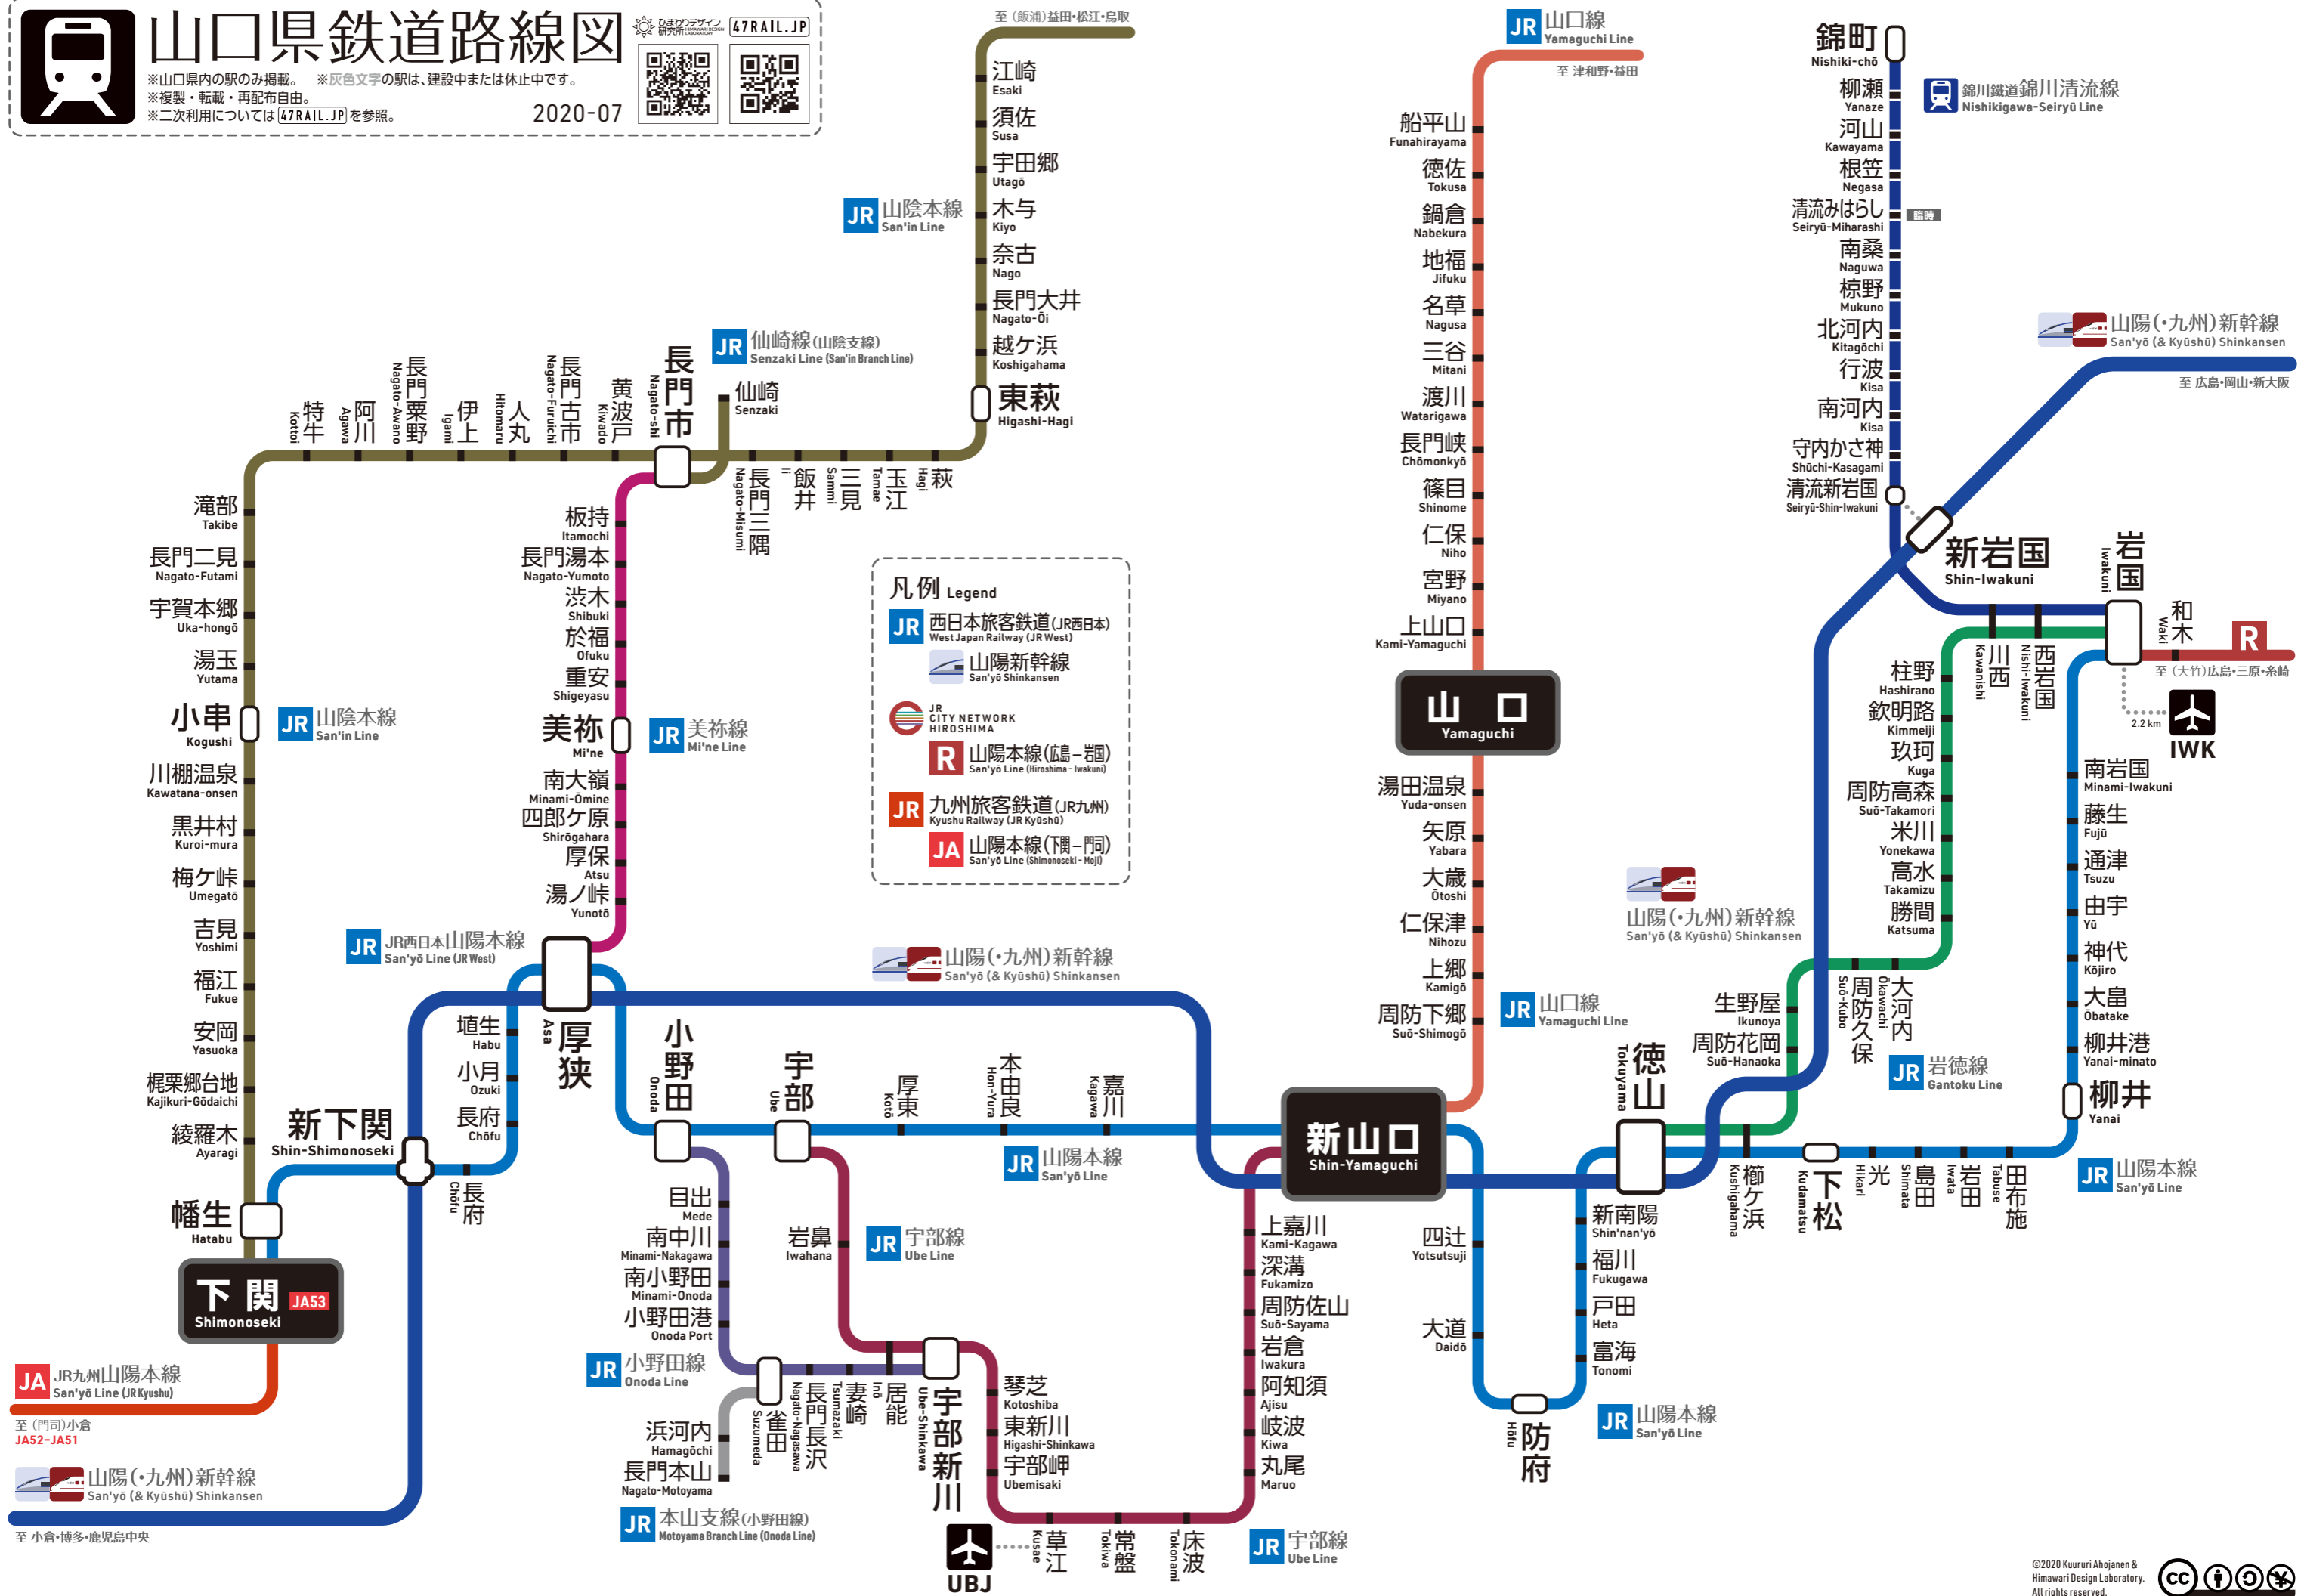 山口県鉄道路線図
ひまわりデザイン
研究所 HIMAWARI DESIGN LABORATORY
47RAIL.JP
※山口県内の駅のみ掲載。 ※灰色文字の駅は、建設中または休止中です。
※複製・転載・再配布自由。
※二次利用については 47RAIL.JP を参照。
2020-07
至 (飯浦)益田・松江・鳥取
江崎
Esaki
須佐
Susa
宇田郷
Utagō
JR 山陰本線
San'in Line
木与
Kiyo
奈古
Nago
長門大井
Nagato-Ōi
越ケ浜
Koshigahama
東萩
Higashi-Hagi
萩
Hagi
玉江
Tamae
三見
Sammi
飯井
Ii
長門三隅
Nagato-Misumi
JR 仙崎線(山陰支線)
Senzaki Line (San'in Branch Line)
仙崎
Senzaki
長門市
Nagato-shi
黄波戸
Kiwado
長門古市
Nagato-Furuichi
人丸
Hitomaru
伊上
Igami
長門粟野
Nagato-Awano
阿川
Agawa
特牛
Kottoi
滝部
Takibe
長門二見
Nagato-Futami
宇賀本郷
Uka-hongō
湯玉
Yutama
小串
Kogushi
JR 山陰本線
San'in Line
川棚温泉
Kawatana-onsen
黒井村
Kuroi-mura
梅ケ峠
Umegatō
吉見
Yoshimi
福江
Fukue
安岡
Yasuoka
梶栗郷台地
Kajikuri-Gōdaichi
綾羅木
Ayaragi
幡生
Hatabu
下関 JA53
Shimonoseki
JA JR九州山陽本線
San'yō Line (JR Kyushu)
至 (門司)小倉
JA52-JA51
山陽(・九州)新幹線
San'yō (& Kyūshū) Shinkansen
至 小倉・博多・鹿児島中央
板持
Itamochi
長門湯本
Nagato-Yumoto
渋木
Shibuki
於福
Ofuku
重安
Shigeyasu
美祢
Mi'ne
JR 美祢線
Mi'ne Line
南大嶺
Minami-Ōmine
四郎ケ原
Shirōgahara
厚保
Atsu
湯ノ峠
Yunotō
JR JR西日本山陽本線
San'yō Line (JR West)
厚狭
Asa
埴生
Habu
小月
Ozuki
長府
Chōfu
長府
Chōfu
新下関
Shin-Shimonoseki
凡例 Legend
JR 西日本旅客鉄道(JR西日本)
West Japan Railway (JR West)
山陽新幹線
San'yō Shinkansen
JR
CITY NETWORK
HIROSHIMA
R 山陽本線(広島-岩国)
San'yō Line (Hiroshima - Iwakuni)
JR 九州旅客鉄道(JR九州)
Kyushu Railway (JR Kyūshū)
JA 山陽本線(下関-門司)
San'yō Line (Shimonoseki - Moji)
山陽(・九州)新幹線
San'yō (& Kyūshū) Shinkansen
小野田
Onoda
宇部
Ube
厚東
Kotō
本由良
Hon-Yura
嘉川
Kagawa
JR 山陽本線
San'yō Line
新山口
Shin-Yamaguchi
目出
Mede
南中川
Minami-Nakagawa
南小野田
Minami-Onoda
小野田港
Onoda Port
JR 小野田線
Onoda Line
雀田
Suzumeda
長門長沢
Nagato-Nagasawa
妻崎
Tsumazaki
居能
Inō
浜河内
Hamagōchi
長門本山
Nagato-Motoyama
JR 本山支線(小野田線)
Motoyama Branch Line (Onoda Line)
岩鼻
Iwahana
JR 宇部線
Ube Line
宇部新川
Ube-Shinkawa
琴芝
Kotoshiba
東新川
Higashi-Shinkawa
宇部岬
Ubemisaki
UBJ
草江
Kusae
常盤
Tokiwa
床波
Tokonami
JR 宇部線
Ube Line
上嘉川
Kami-Kagawa
深溝
Fukamizo
周防佐山
Suō-Sayama
岩倉
Iwakura
阿知須
Ajisu
岐波
Kiwa
丸尾
Maruo
JR 山口線
Yamaguchi Line
至 津和野・益田
船平山
Funahirayama
徳佐
Tokusa
鍋倉
Nabekura
地福
Jifuku
名草
Nagusa
三谷
Mitani
渡川
Watarigawa
長門峡
Chōmonkyō
篠目
Shinome
仁保
Niho
宮野
Miyano
上山口
Kami-Yamaguchi
山口
Yamaguchi
湯田温泉
Yuda-onsen
矢原
Yabara
大歳
Ōtoshi
仁保津
Nihozu
上郷
Kamigō
周防下郷
Suō-Shimogō
JR 山口線
Yamaguchi Line
四辻
Yotsutsuji
大道
Daidō
防府
Hōfu
富海
Tonomi
戸田
Heta
福川
Fukugawa
新南陽
Shin'nan'yō
JR 山陽本線
San'yō Line
徳山
Tokuyama
錦町
Nishiki-chō
錦川鐵道錦川清流線
Nishikigawa-Seiryū Line
柳瀬
Yanaze
河山
Kawayama
根笠
Negasa
清流みはらし
Seiryū-Miharashi
臨時
南桑
Naguwa
椋野
Mukuno
北河内
Kitagōchi
行波
Kisa
南河内
Kisa
守内かさ神
Shūchi-Kasagami
清流新岩国
Seiryū-Shin-Iwakuni
新岩国
Shin-Iwakuni
山陽(・九州)新幹線
San'yō (& Kyūshū) Shinkansen
至 広島・岡山・新大阪
岩国
Iwakuni
和木
Waki
R
至 (大竹)広島・三原・糸崎
2.2 km
IWK
西岩国
Nishi-Iwakuni
川西
Kawanishi
柱野
Hashirano
欽明路
Kimmeiji
玖珂
Kuga
周防高森
Suō-Takamori
米川
Yonekawa
高水
Takamizu
勝間
Katsuma
大河内
Ōkawachi
周防久保
Suō-Kubo
生野屋
Ikunoya
周防花岡
Suō-Hanaoka
JR 岩徳線
Gantoku Line
山陽(・九州)新幹線
San'yō (& Kyūshū) Shinkansen
南岩国
Minami-Iwakuni
藤生
Fujū
通津
Tsuzu
由宇
Yū
神代
Kōjiro
大畠
Ōbatake
柳井港
Yanai-minato
柳井
Yanai
JR 山陽本線
San'yō Line
櫛ケ浜
Kushigahama
下松
Kudamatsu
光
Hikari
島田
Shimata
岩田
Iwata
田布施
Tabuse
©2020 Kuururi Ahojanen &
Himawari Design Laboratory.
All rights reserved.
cc